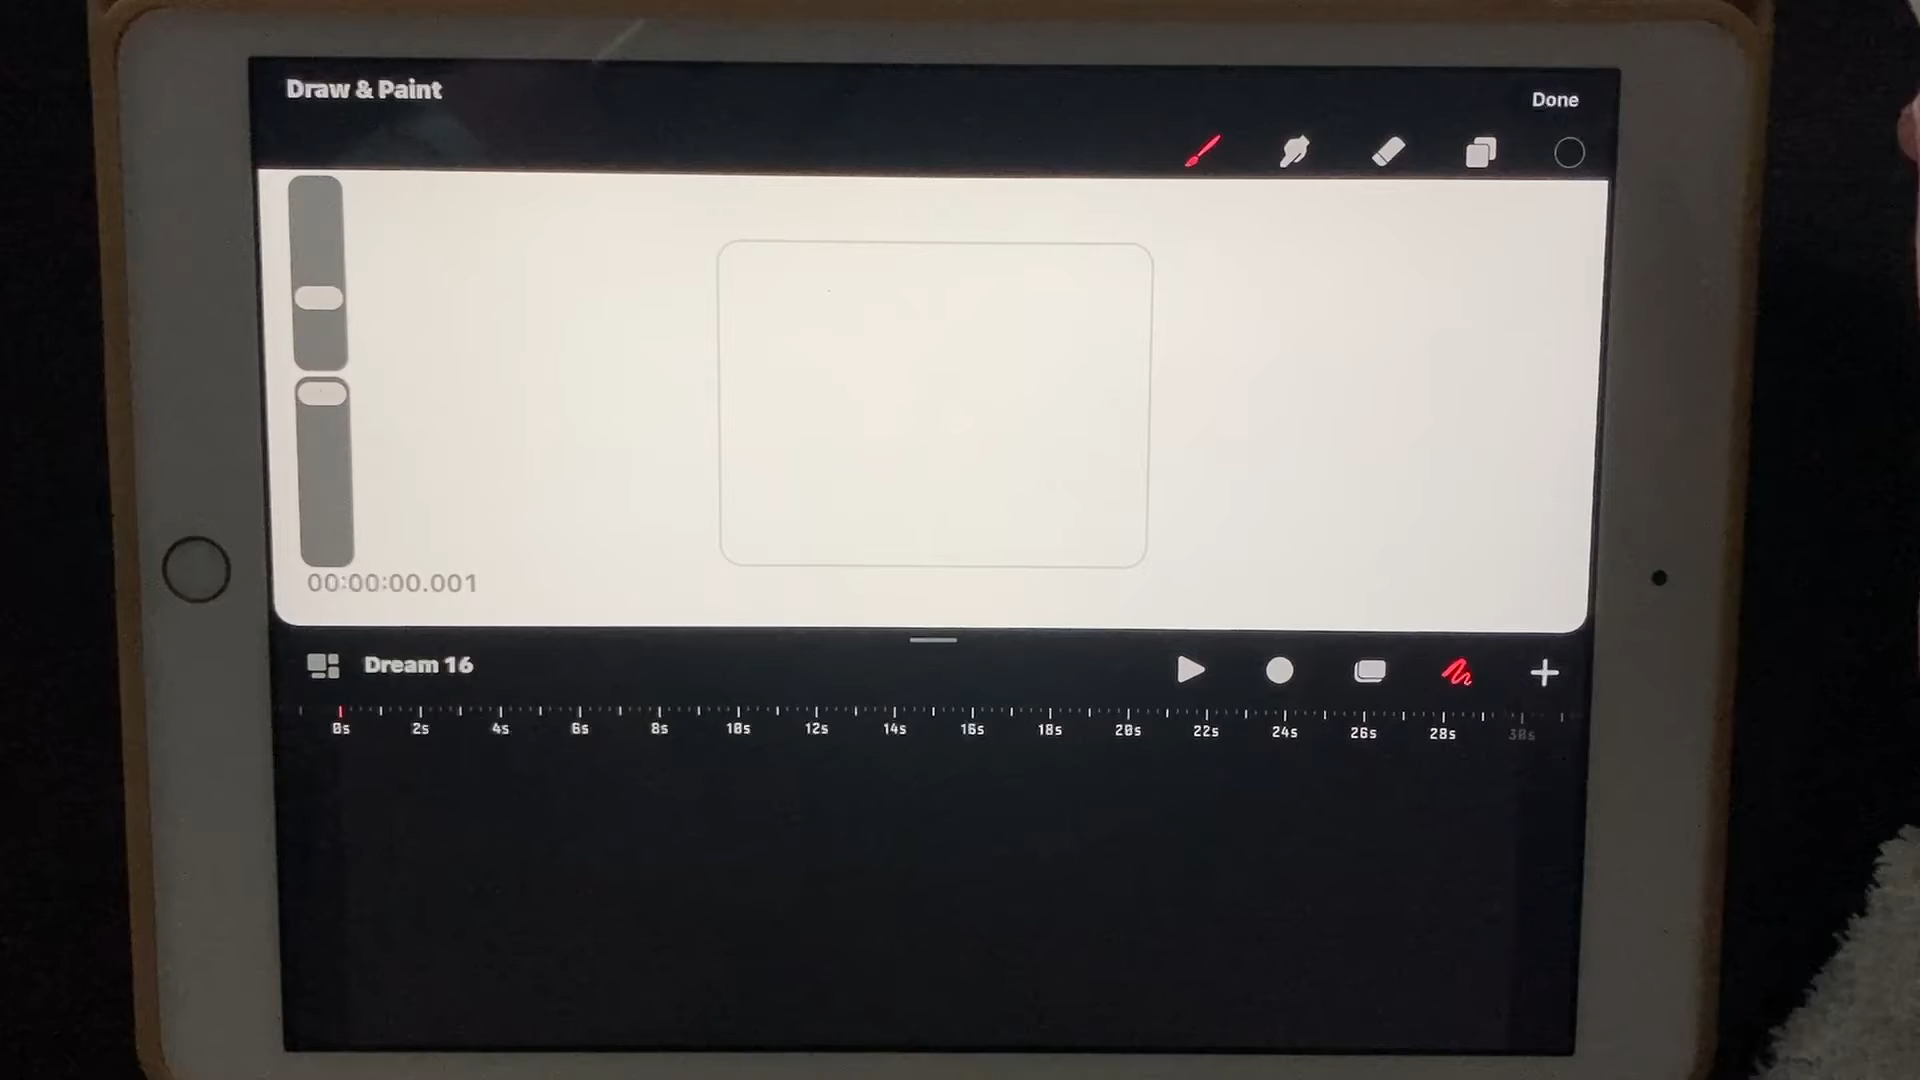 Draw & Paint
Done
00:00:00.001
Dream 16
0s 2s 4s 6s 8s 10s 12s 14s 16s 18s 20s 22s 24s 26s 28s 30s